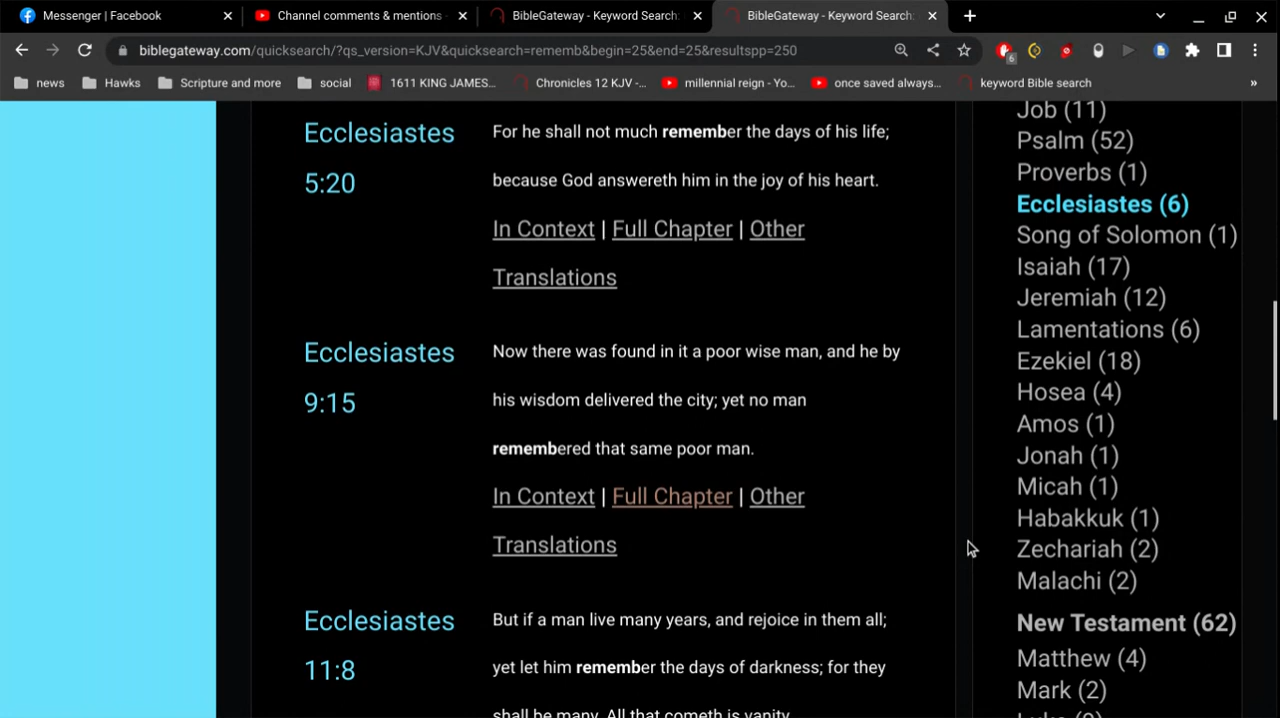 Messenger | Facebook
Channel comments & mentions -
BibleGateway - Keyword Search:
BibleGateway - Keyword Search:
biblegateway.com/quicksearch/?qs_version=KJV&quicksearch=rememb&begin=25&end=25&resultspp=250
6
news
Hawks
Scripture and more
social
1611 KING JAMES...
Chronicles 12 KJV -...
millennial reign - Yo...
once saved always...
keyword Bible search
»
Ecclesiastes
5:20
For he shall not much remember the days of his life;
because God answereth him in the joy of his heart.
In Context | Full Chapter | Other
Translations
Ecclesiastes
9:15
Now there was found in it a poor wise man, and he by
his wisdom delivered the city; yet no man
remembered that same poor man.
In Context | Full Chapter | Other
Translations
Ecclesiastes
11:8
But if a man live many years, and rejoice in them all;
yet let him remember the days of darkness; for they
shall be many. All that cometh is vanity.
Job (11)
Psalm (52)
Proverbs (1)
Ecclesiastes (6)
Song of Solomon (1)
Isaiah (17)
Jeremiah (12)
Lamentations (6)
Ezekiel (18)
Hosea (4)
Amos (1)
Jonah (1)
Micah (1)
Habakkuk (1)
Zechariah (2)
Malachi (2)
New Testament (62)
Matthew (4)
Mark (2)